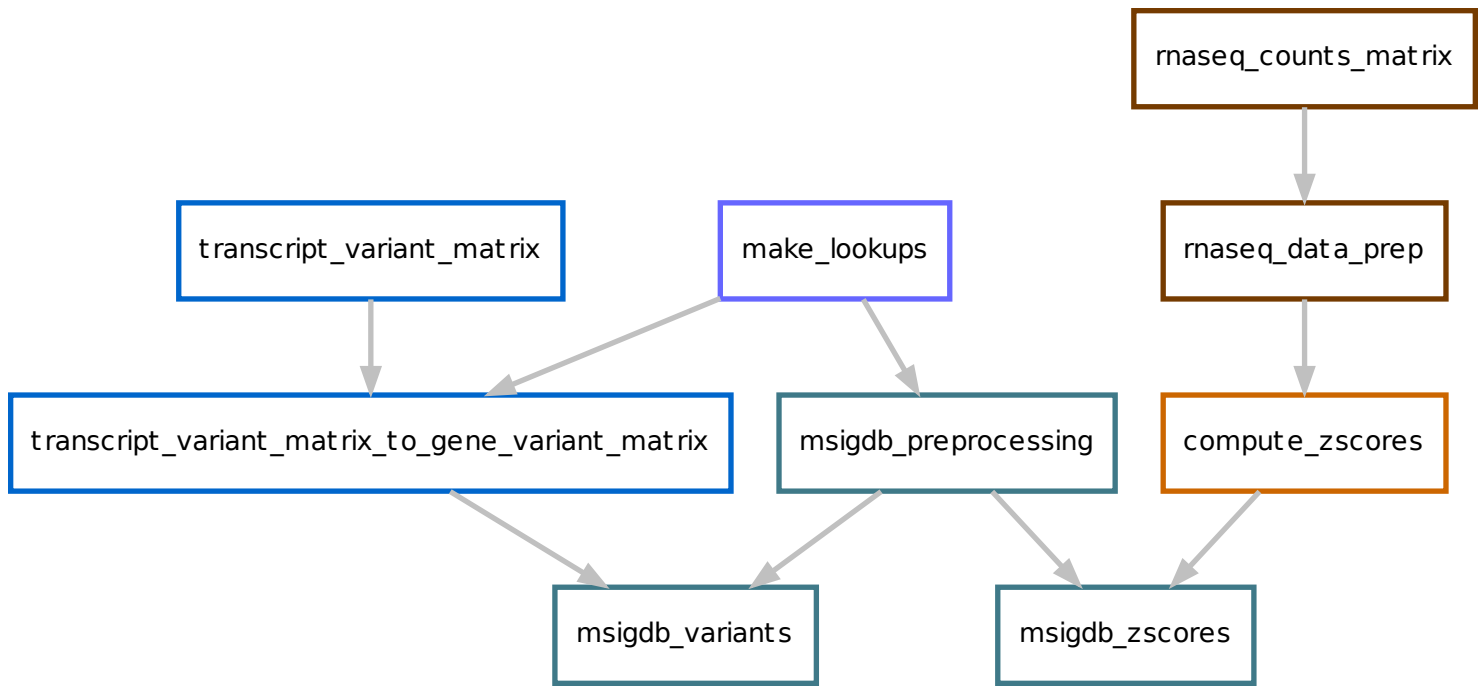 rnaseq_counts_matrix
transcript_variant_matrix
make_lookups
rnaseq_data_prep
transcript_variant_matrix_to_gene_variant_matrix
msigdb_preprocessing
compute_zscores
msigdb_variants
msigdb_zscores